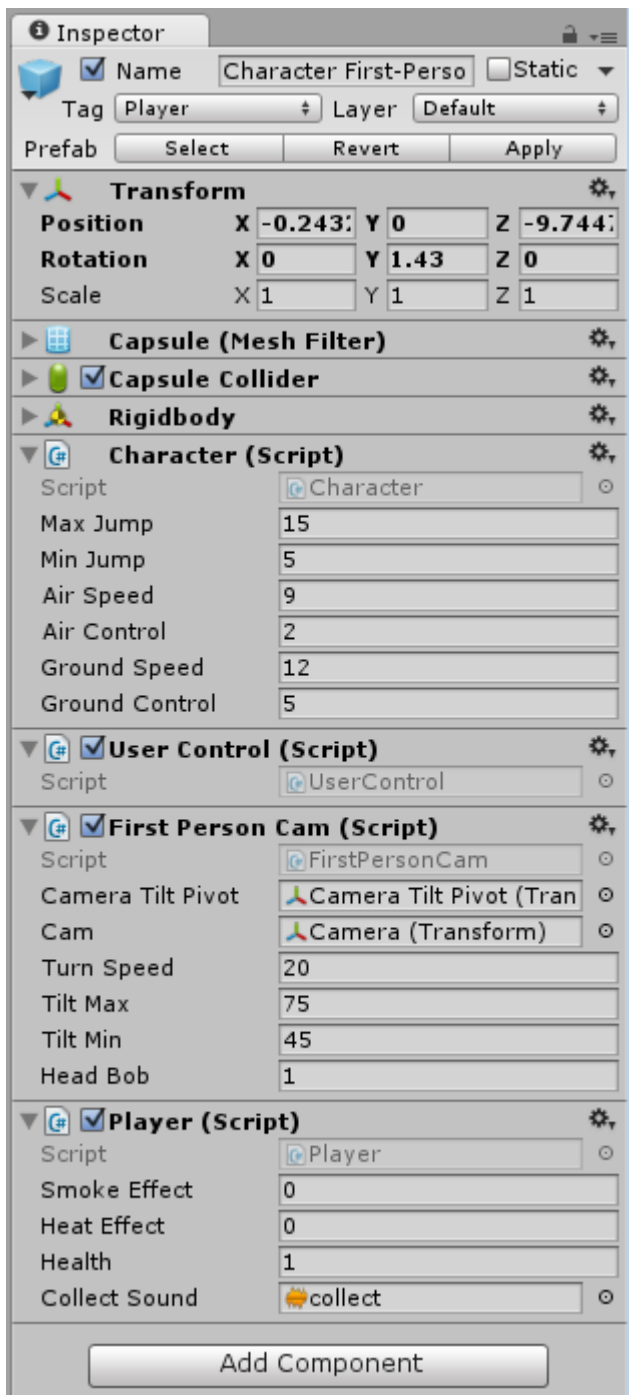 Inspector
Name Character First-Perso Static
Tag Player Layer Default
Prefab Select Revert Apply
Transform
Position X -0.243 Y 0 Z -9.744
Rotation X 0 Y 1.43 Z 0
Scale X 1 Y 1 Z 1
Capsule (Mesh Filter)
Capsule Collider
Rigidbody
Character (Script)
Script Character
Max Jump 15
Min Jump 5
Air Speed 9
Air Control 2
Ground Speed 12
Ground Control 5
User Control (Script)
Script UserControl
First Person Cam (Script)
Script FirstPersonCam
Camera Tilt Pivot Camera Tilt Pivot (Tran
Cam Camera (Transform)
Turn Speed 20
Tilt Max 75
Tilt Min 45
Head Bob 1
Player (Script)
Script Player
Smoke Effect 0
Heat Effect 0
Health 1
Collect Sound collect
Add Component